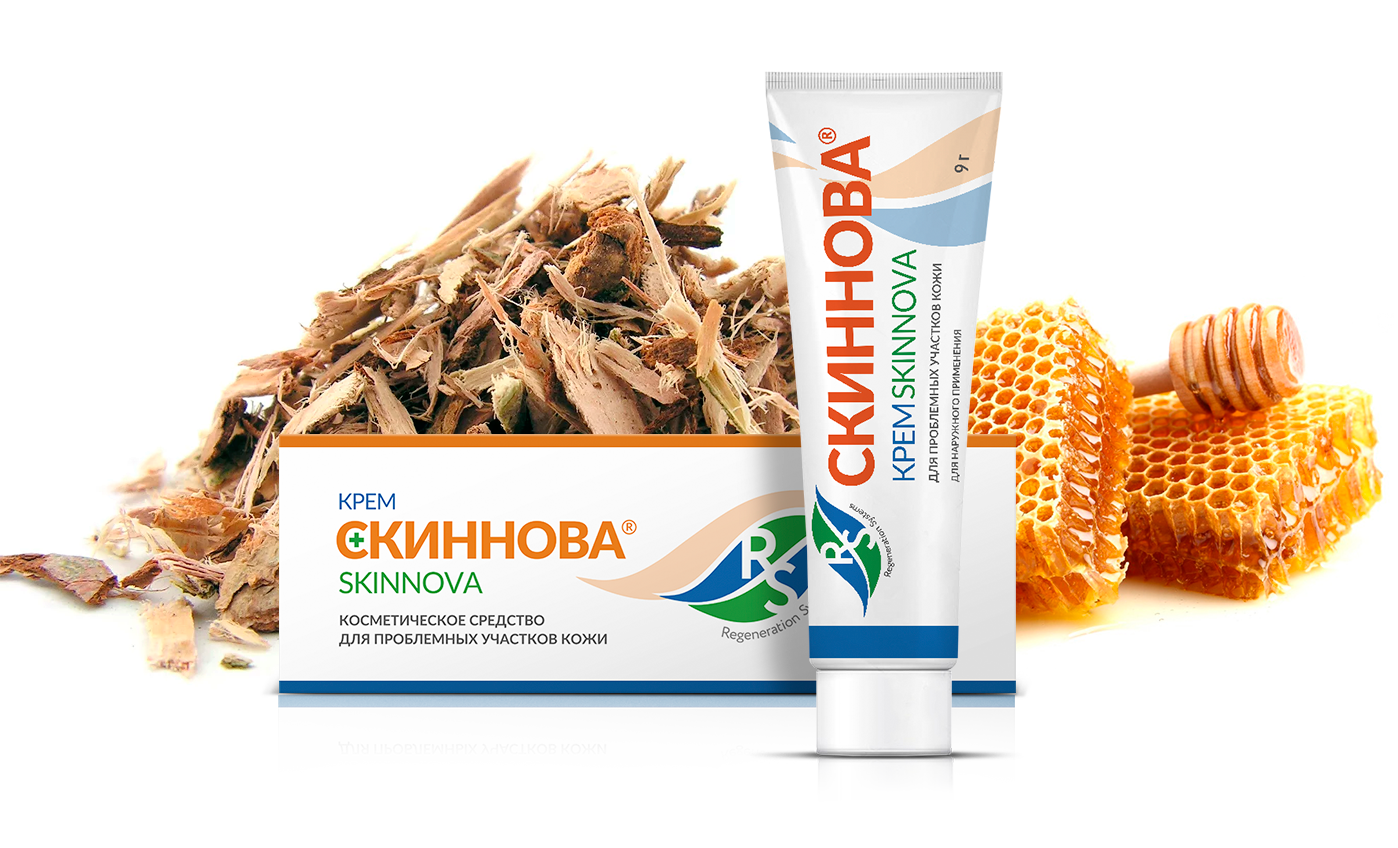 КРЕМ
СКИННОВА®
SKINNOVA
КОСМЕТИЧЕСКОЕ СРЕДСТВО
ДЛЯ ПРОБЛЕМНЫХ УЧАСТКОВ КОЖИ
RS
Regeneration
СКИННОВА®
КРЕМ SKINNOVA
ДЛЯ ПРОБЛЕМНЫХ УЧАСТКОВ КОЖИ
ДЛЯ НАРУЖНОГО ПРИМЕНЕНИЯ
9 г
RS
Regeneration Systems